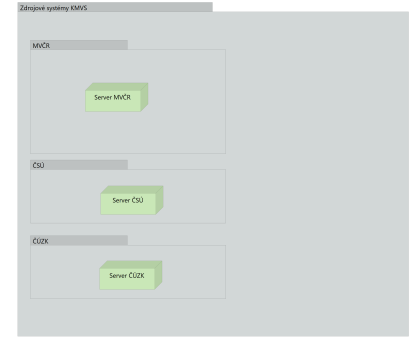 Zdrojové systémy KMVS
MVČR
Server MVČR
ČSÚ
Server ČSÚ
ČÚZK
Server ČÚZK